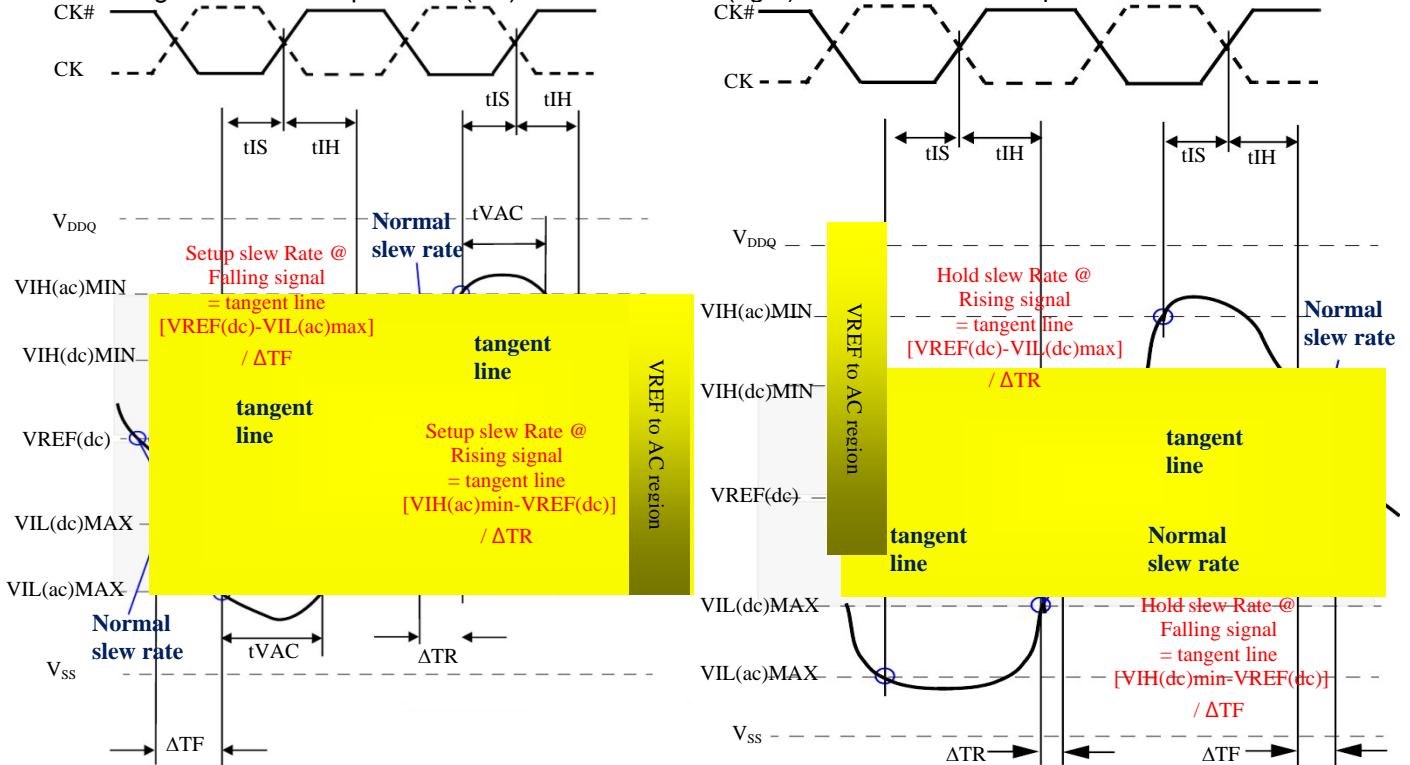 CK#
CK
tIS
tIH
tIS
tIH
VDDQ
Normal
slew rate
tVAC
Setup slew Rate @
Falling signal
= tangent line
[VREF(dc)-VIL(ac)max]
/ ΔTF
VIH(ac)MIN
VIH(dc)MIN
VREF(dc)
VIL(dc)MAX
VIL(ac)MAX
VSS
tangent
line
tangent
line
Setup slew Rate @
Rising signal
= tangent line
[VIH(ac)min-VREF(dc)]
/ ΔTR
VREF to AC region
Normal
slew rate
tVAC
ΔTR
ΔTF
CK#
CK
tIS
tIH
tIS
tIH
VDDQ
VIH(ac)MIN
VIH(dc)MIN
VREF(dc)
VIL(dc)MAX
VIL(ac)MAX
VSS
VREF to AC region
Hold slew Rate @
Rising signal
= tangent line
[VREF(dc)-VIL(dc)max]
/ ΔTR
Normal
slew rate
tangent
line
tangent
line
Normal
slew rate
Hold slew Rate @
Falling signal
= tangent line
[VIH(dc)min-VREF(dc)]
/ ΔTF
ΔTR
ΔTF